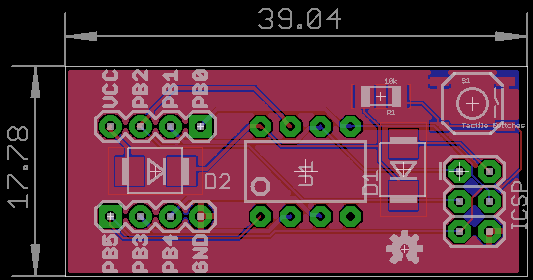 39.04
17.78
VCC
PB2
PB1
PB0
10k
R1
S1
Tactile Switches
D2
U1
D1
ICSP
PB5
PB3
PB4
GND